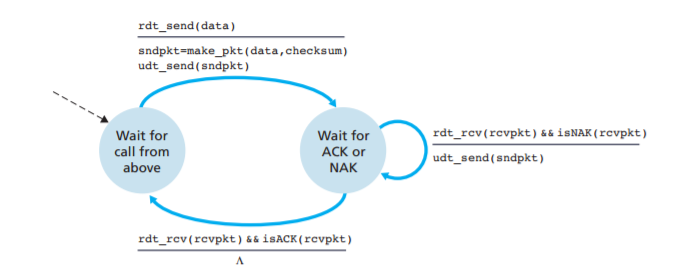 rdt_send(data)
sndpkt=make_pkt(data,checksum)
udt_send(sndpkt)
Wait for
call from
above
Wait for
ACK or
NAK
rdt_rcv(rcvpkt) && isNAK(rcvpkt)
udt_send(sndpkt)
rdt_rcv(rcvpkt) && isACK(rcvpkt)
Λ